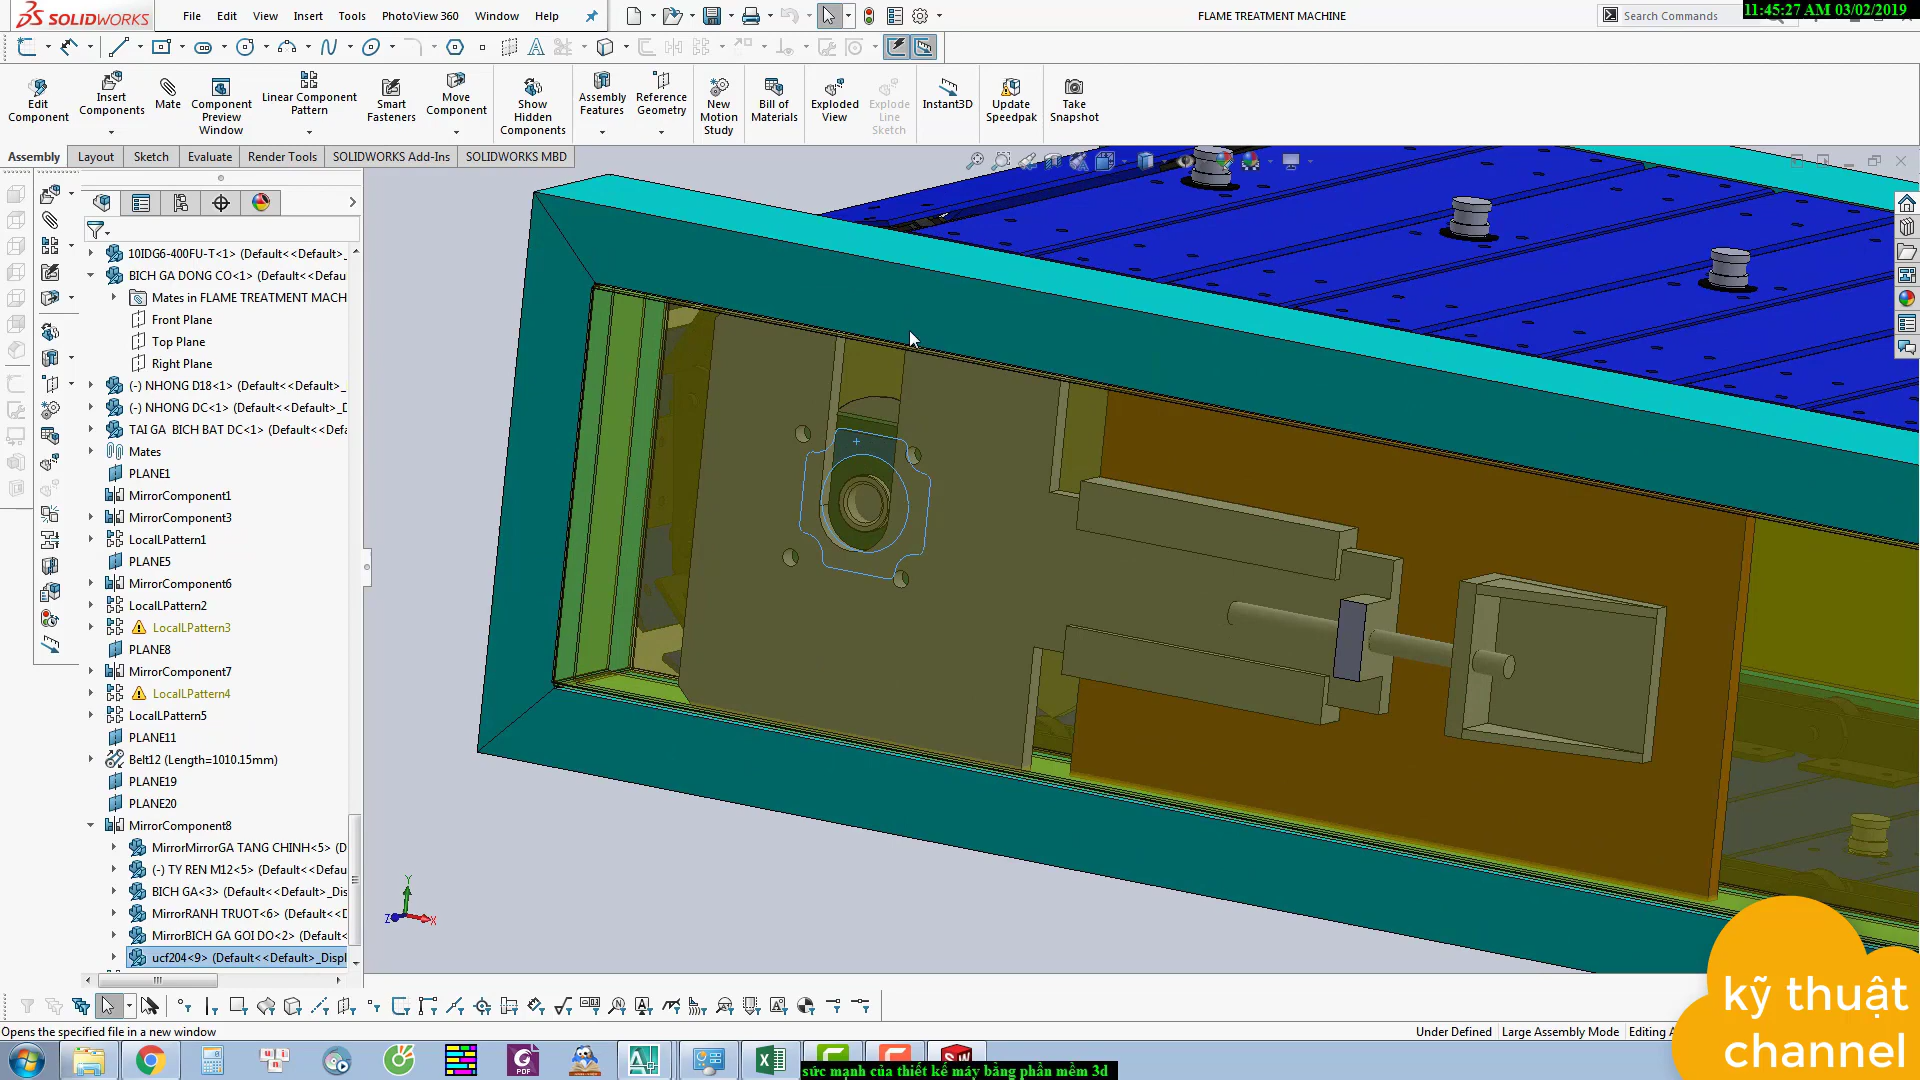 SOLIDWORKS
File Edit View Insert Tools PhotoView 360 Window Help
FLAME TREATMENT MACHINE
Search Commands
11:45:27 AM 03/02/2019
Edit Component
Insert Components
Mate
Component Preview Window
Linear Component Pattern
Smart Fasteners
Move Component
Show Hidden Components
Assembly Features
Reference Geometry
New Motion Study
Bill of Materials
Exploded View
Explode Line Sketch
Instant3D
Update Speedpak
Take Snapshot
Assembly Layout Sketch Evaluate Render Tools SOLIDWORKS Add-Ins SOLIDWORKS MBD
10IDG6-400FU-T<1> (Default<<Default>_
BICH GA DONG CO<1> (Default<<Defau
Mates in FLAME TREATMENT MACH
Front Plane
Top Plane
Right Plane
(-) NHONG D18<1> (Default<<Default>_
(-) NHONG DC<1> (Default<<Default>_D
TAI GA BICH BAT DC<1> (Default<<Defa
Mates
PLANE1
MirrorComponent1
MirrorComponent3
LocalLPattern1
PLANE5
MirrorComponent6
LocalLPattern2
LocalLPattern3
PLANE8
MirrorComponent7
LocalLPattern4
LocalLPattern5
PLANE11
Belt12 (Length=1010.15mm)
PLANE19
PLANE20
MirrorComponent8
MirrorMirrorGA TANG CHINH<5> (D
(-) TY REN M12<5> (Default<<Default>
BICH GA<3> (Default<<Default>_Dis
MirrorRANH TRUOT<6> (Default<<D
MirrorBICH GA GOI DO<2> (Default<
ucf204<9> (Default<<Default>_Displ
Y
Z X
Opens the specified file in a new window
Under Defined Large Assembly Mode Editing A
kỹ thuật
channel
sức mạnh của thiết kế máy bằng phần mềm 3d